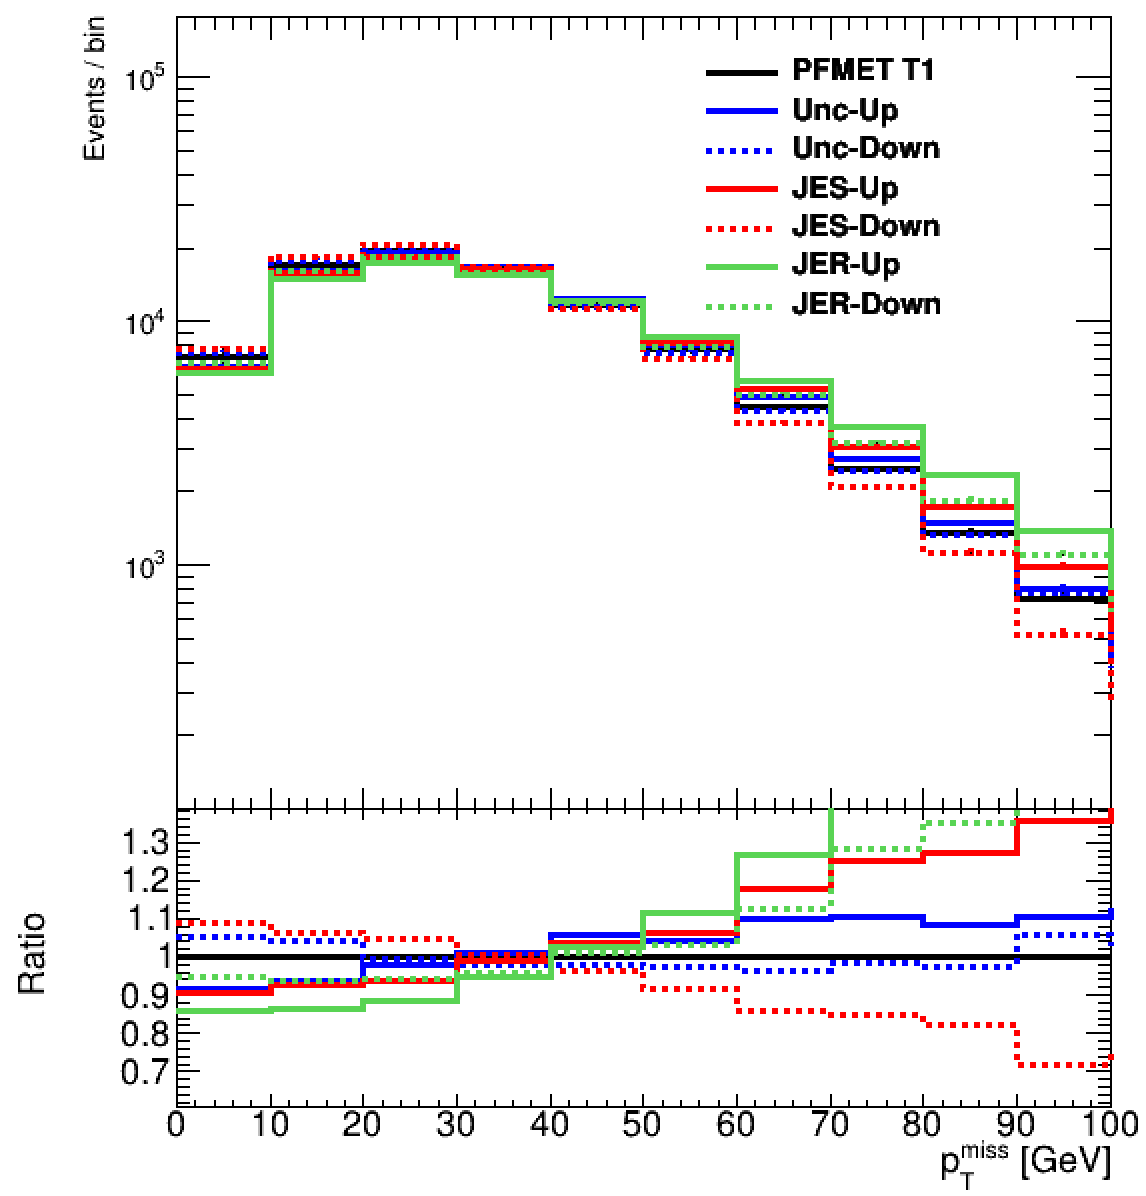 Events / bin
10^5
10^4
10^3
PFMET T1
Unc-Up
Unc-Down
JES-Up
JES-Down
JER-Up
JER-Down
Ratio
1.3
1.2
1.1
1
0.9
0.8
0.7
0 10 20 30 40 50 60 70 80 90 100
p_T^miss [GeV]